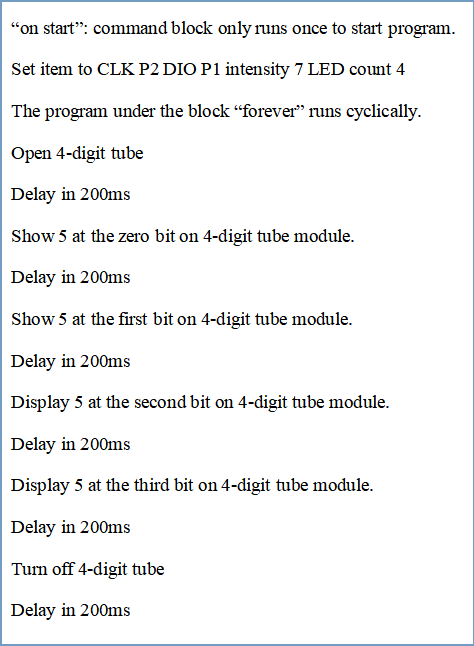 “on start”: command block only runs once to start program.
Set item to CLK P2 DIO P1 intensity 7 LED count 4
The program under the block “forever” runs cyclically.
Open 4-digit tube
Delay in 200ms
Show 5 at the zero bit on 4-digit tube module.
Delay in 200ms
Show 5 at the first bit on 4-digit tube module.
Delay in 200ms
Display 5 at the second bit on 4-digit tube module.
Delay in 200ms
Display 5 at the third bit on 4-digit tube module.
Delay in 200ms
Turn off 4-digit tube
Delay in 200ms